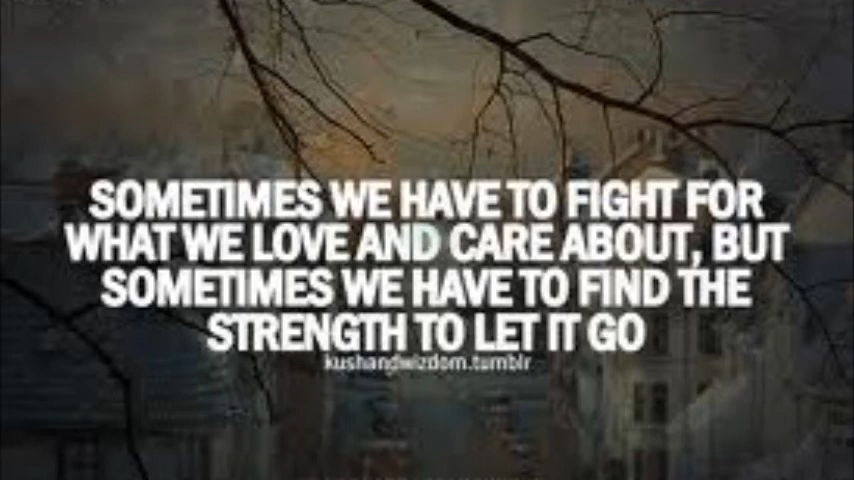 SOMETIMES WE HAVE TO FIGHT FOR
WHAT WE LOVE AND CARE ABOUT, BUT
SOMETIMES WE HAVE TO FIND THE
STRENGTH TO LET IT GO
kushandwizdom.tumblr